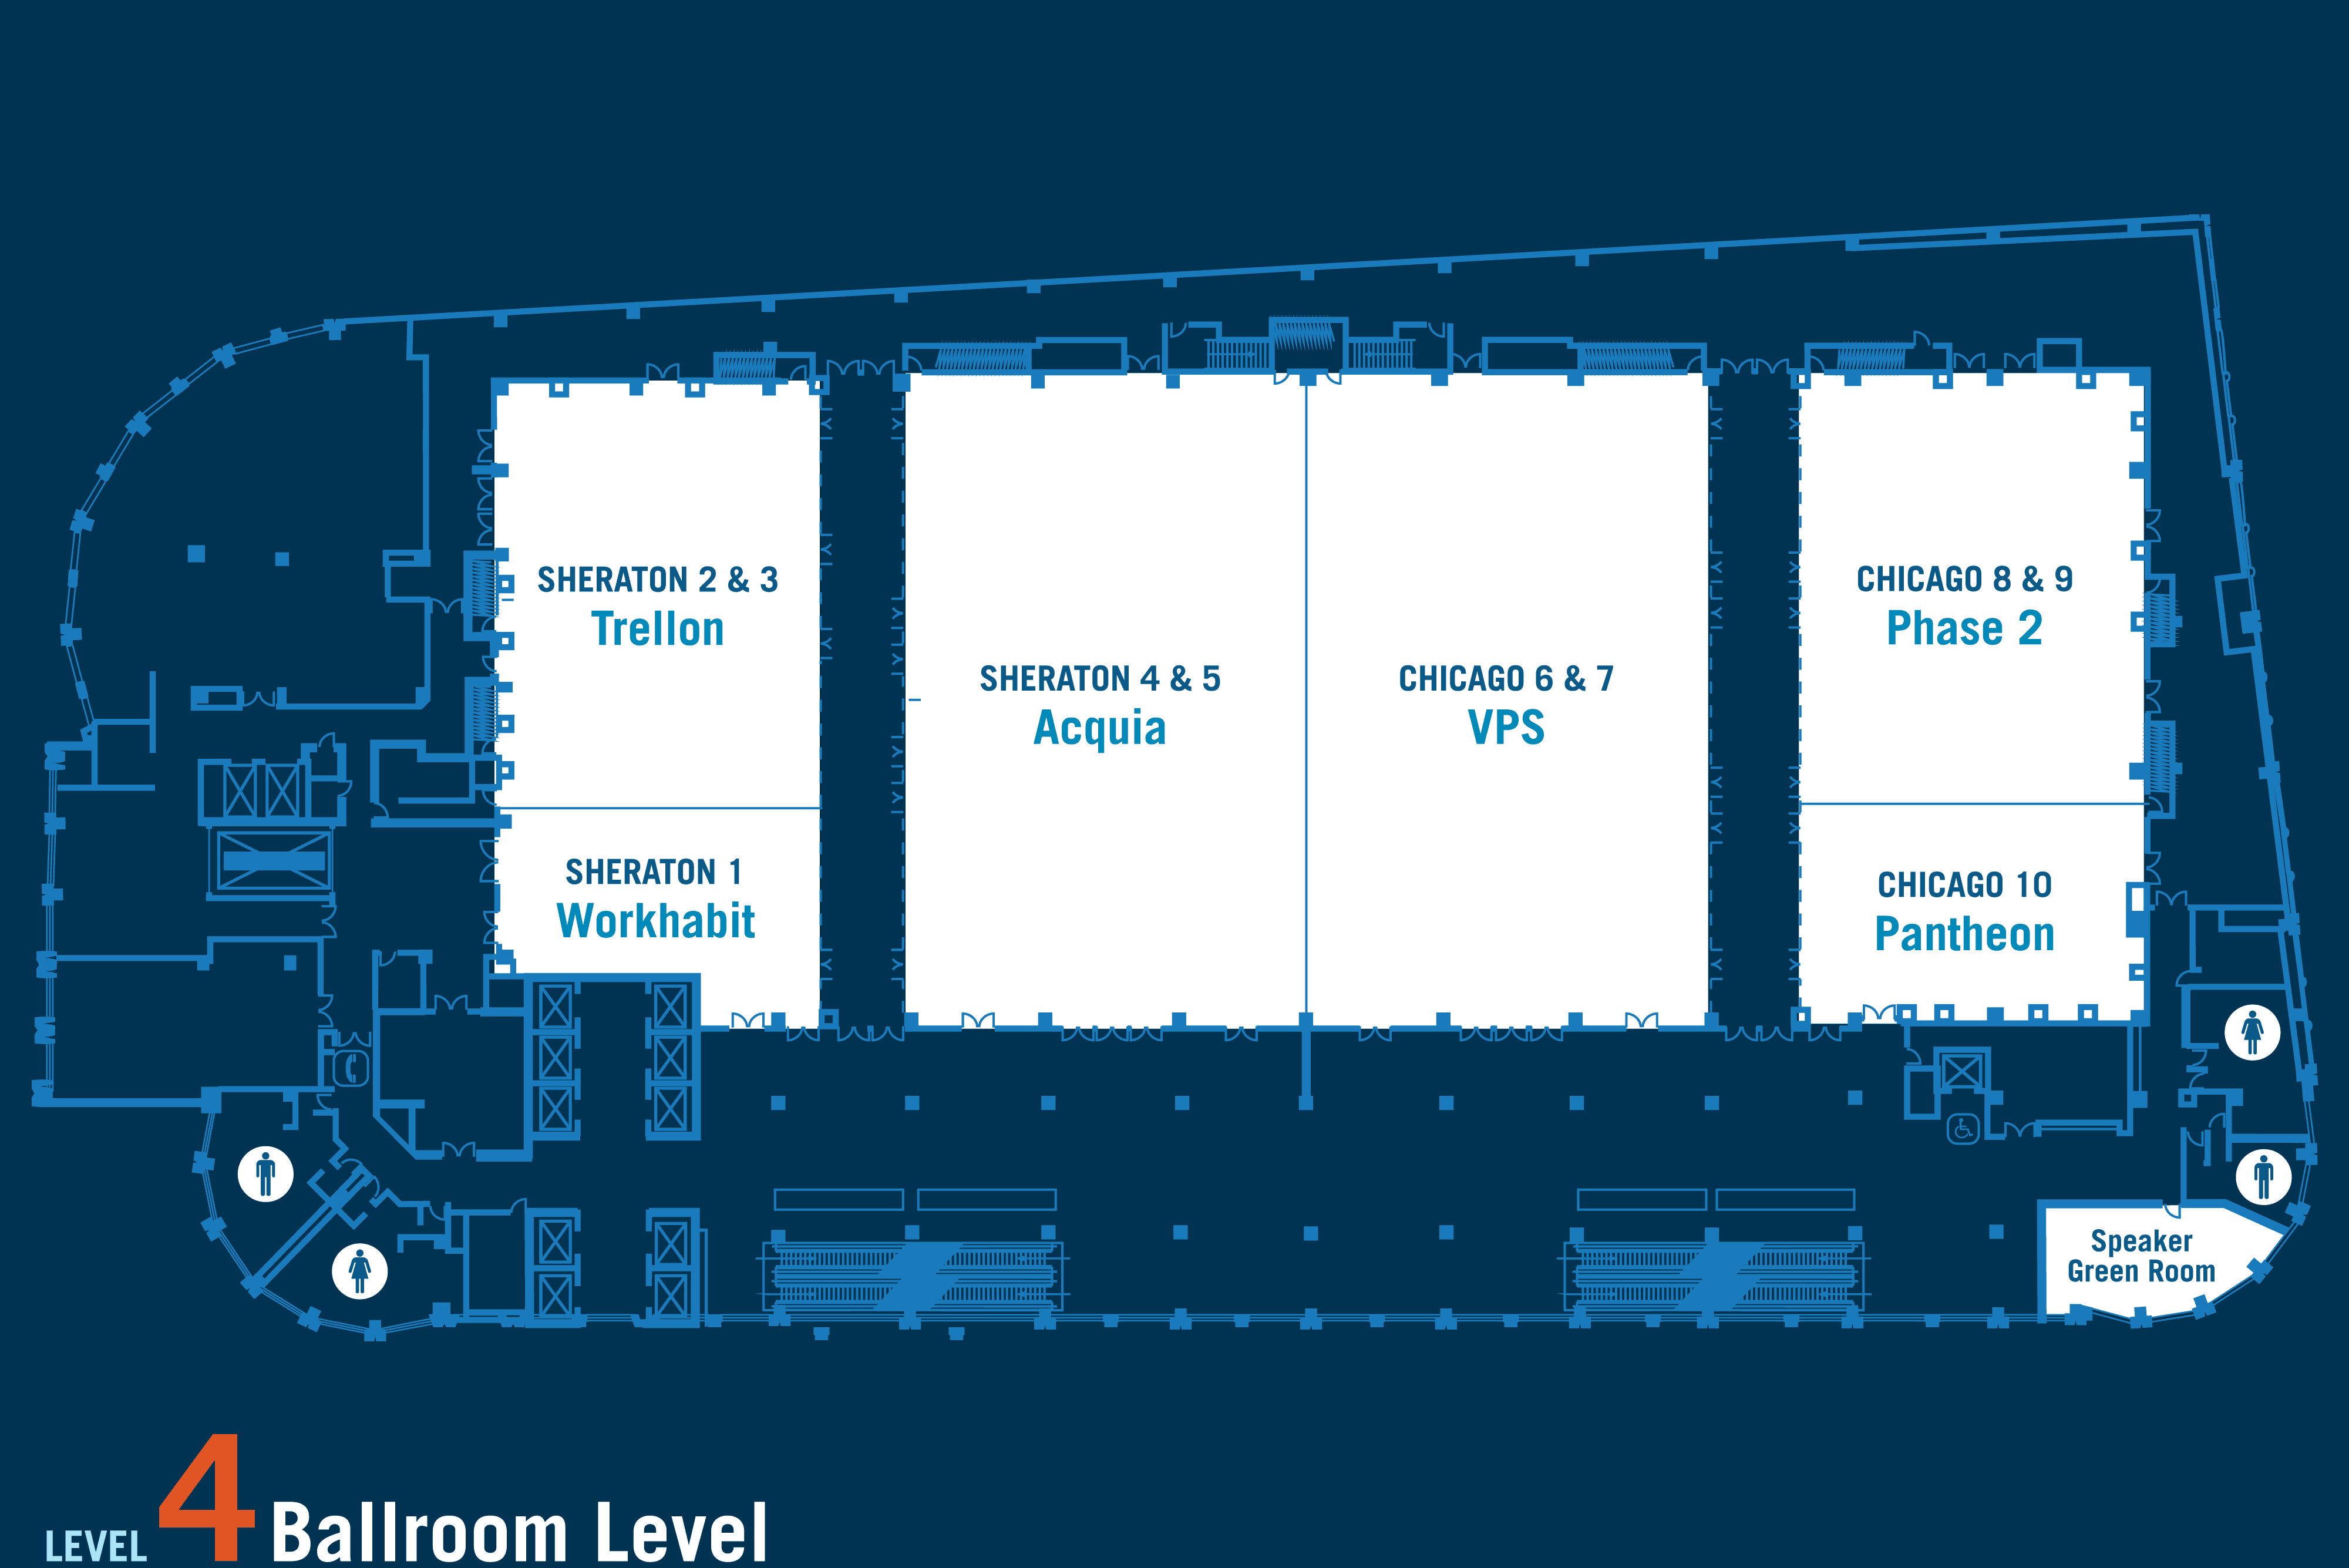 SHERATON 2 & 3
Trellon
SHERATON 4 & 5
Acquia
CHICAGO 6 & 7
VPS
CHICAGO 8 & 9
Phase 2
SHERATON 1
Workhabit
CHICAGO 10
Pantheon
Speaker
Green Room
LEVEL 4 Ballroom Level